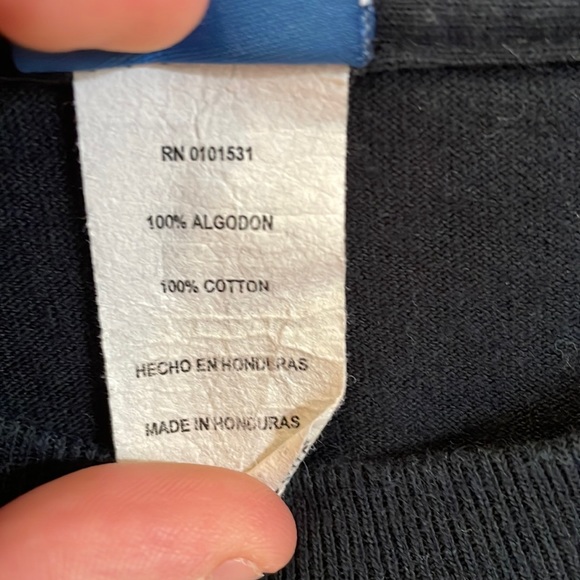 RN 0101531
100% ALGODON
100% COTTON
HECHO EN HONDURAS
MADE IN HONDURAS